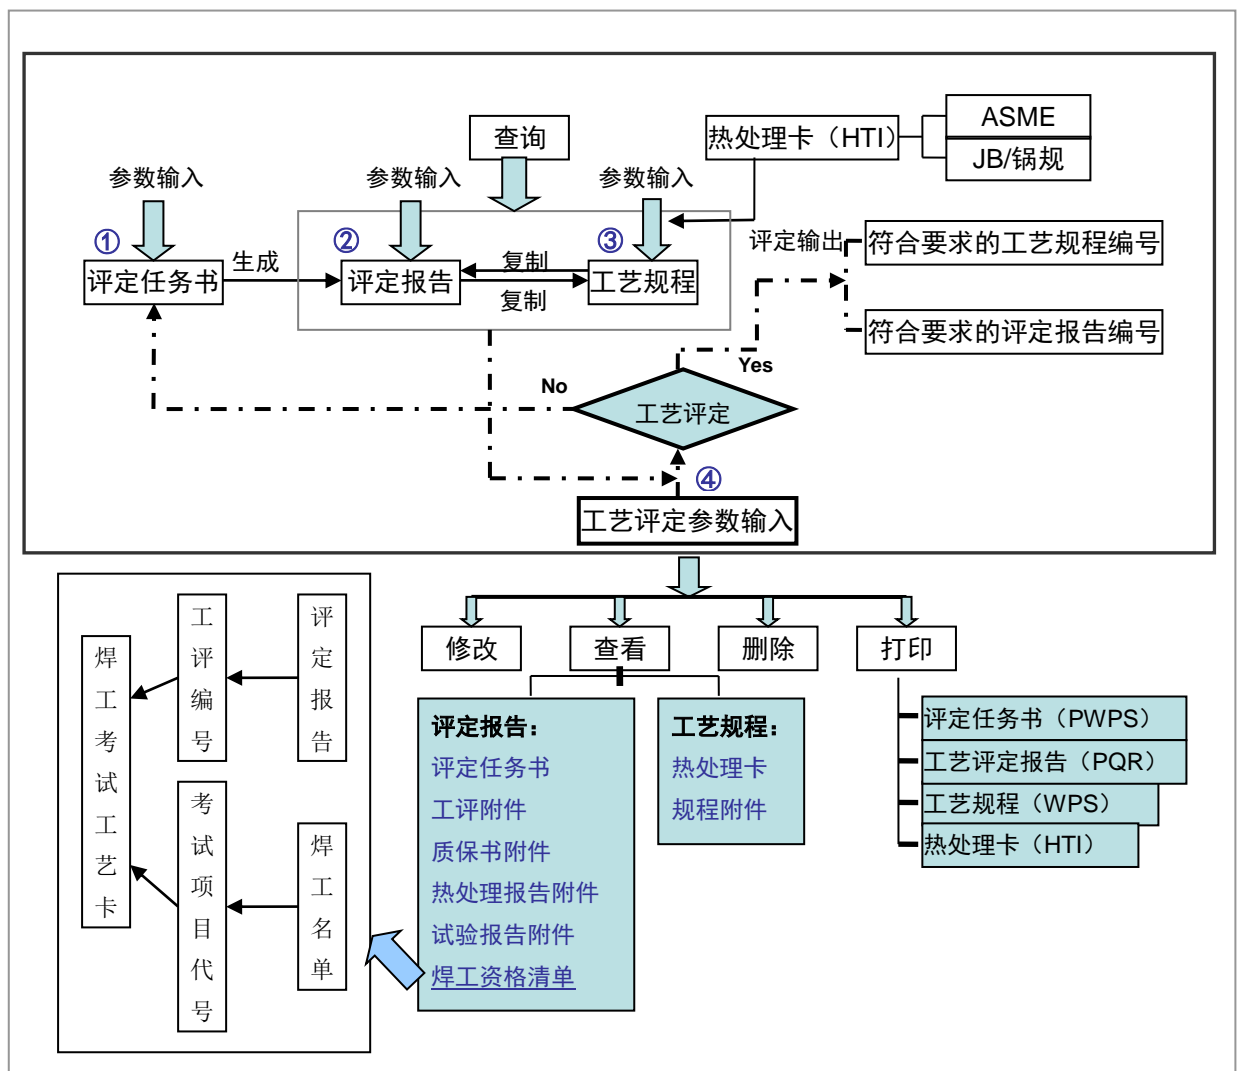 查询
热处理卡（HTI）
ASME
JB/锅规
参数输入
参数输入
参数输入
①
②
③
评定任务书
生成
评定报告
复制
复制
工艺规程
评定输出
符合要求的工艺规程编号
符合要求的评定报告编号
Yes
No
工艺评定
④
工艺评定参数输入
修改
查看
删除
打印
评定报告：
评定任务书
工评附件
质保书附件
热处理报告附件
试验报告附件
焊工资格清单
工艺规程：
热处理卡
规程附件
评定任务书（PWPS）
工艺评定报告（PQR）
工艺规程（WPS）
热处理卡（HTI）
焊工考试工艺卡
工评编号
评定报告
考试项目代号
焊工名单